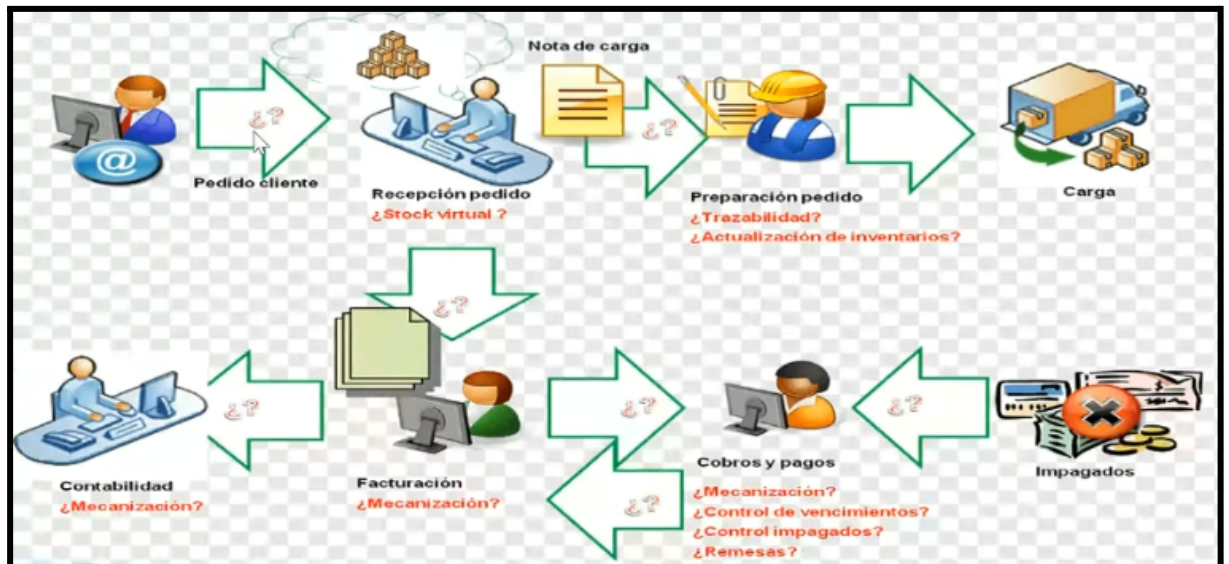 Nota de carga
¿?
¿?
@
Pedido cliente
Recepción pedido
¿Stock virtual ?
Preparación pedido
¿Trazabilidad?
¿Actualización de inventarios?
Carga
¿?
¿?
¿?
¿?
¿?
Contabilidad
¿Mecanización?
Facturación
¿Mecanización?
Cobros y pagos
¿Mecanización?
¿Control de vencimientos?
¿Control impagados?
¿Remesas?
Impagados